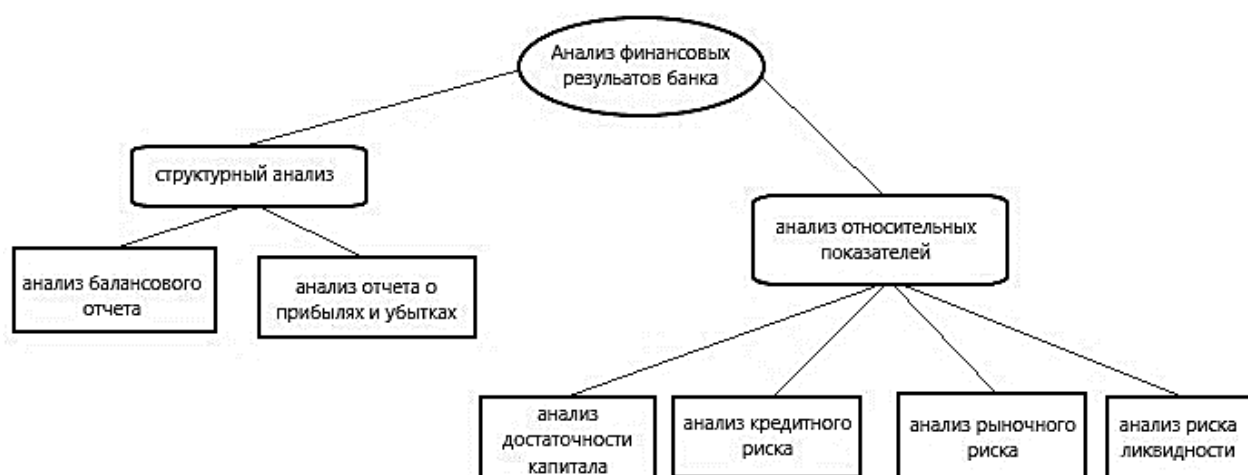 Анализ финансовых
резульатов банка
структурный анализ
анализ балансового
отчета
анализ отчета о
прибылях и убытках
анализ относительных
показателей
анализ
достаточности
капитала
анализ кредитного
риска
анализ рыночного
риска
анализ риска
ликвидности